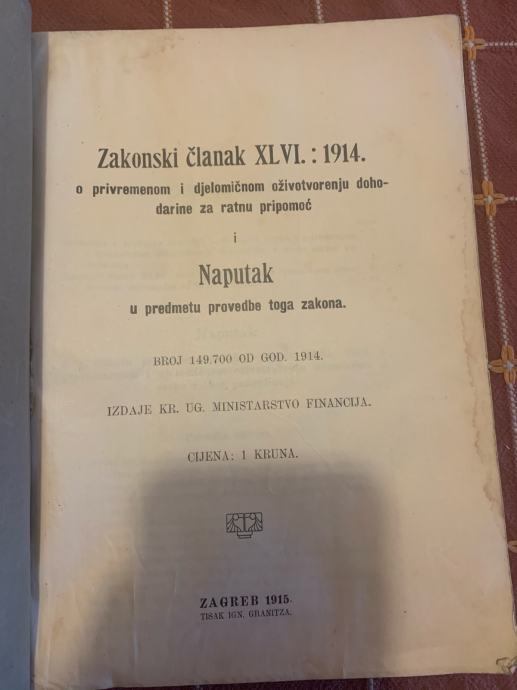 Zakonski članak XLVI. : 1914.
o privremenom i djelomičnom oživotvorenju doho-
darine za ratnu pripomoć
i
Naputak
u predmetu provedbe toga zakona.
BROJ 149.700 OD GOD. 1914.
IZDAJE KR. UG. MINISTARSTVO FINANCIJA.
CIJENA: 1 KRUNA.
ZAGREB 1915.
TISAK IGN. GRANITZA.